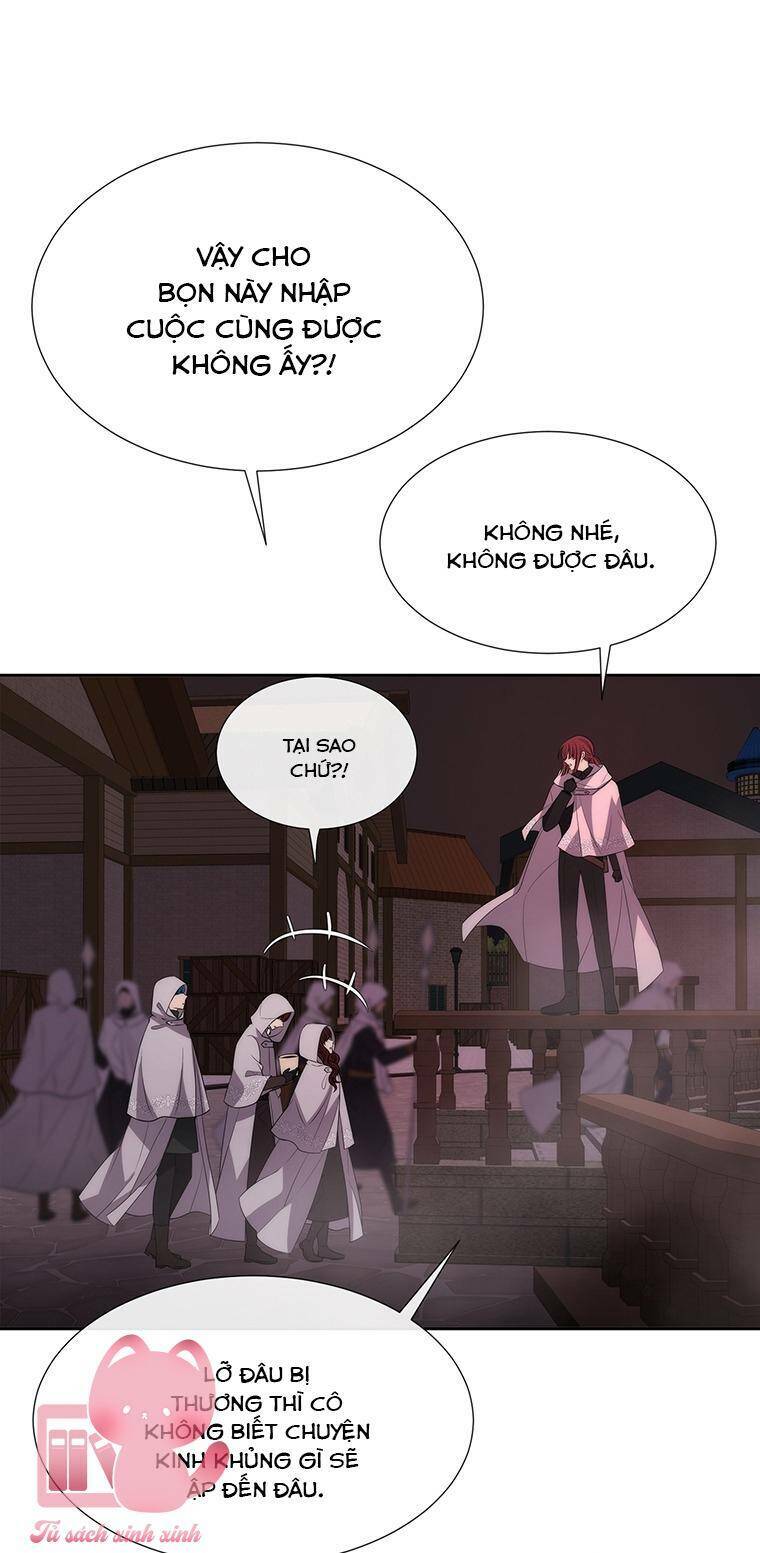 VẬY CHO
BỌN NÀY NHẬP
CUỘC CÙNG ĐƯỢC
KHÔNG ẤY?!
KHÔNG NHÉ,
KHÔNG ĐƯỢC ĐÂU.
TẠI SAO
CHỨ?!
LỠ ĐÂU BỊ
THƯƠNG THÌ CÔ
KHÔNG BIẾT CHUYỆN
KINH KHỦNG GÌ SẼ
ẬP ĐẾN ĐÂU.
Tủ sách xinh xinh